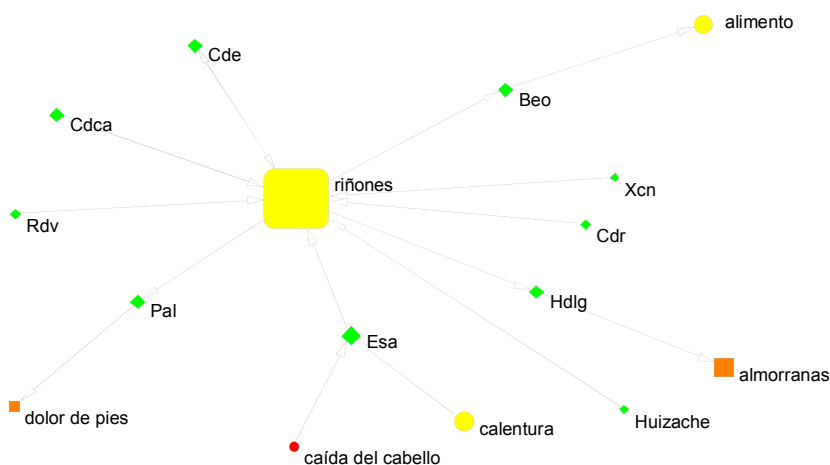 alimento
Cde
Beo
Cdca
riñones
Xcn
Rdv
Cdr
Hdlg
Pal
Esa
almorranas
dolor de pies
calentura
Huizache
caída del cabello